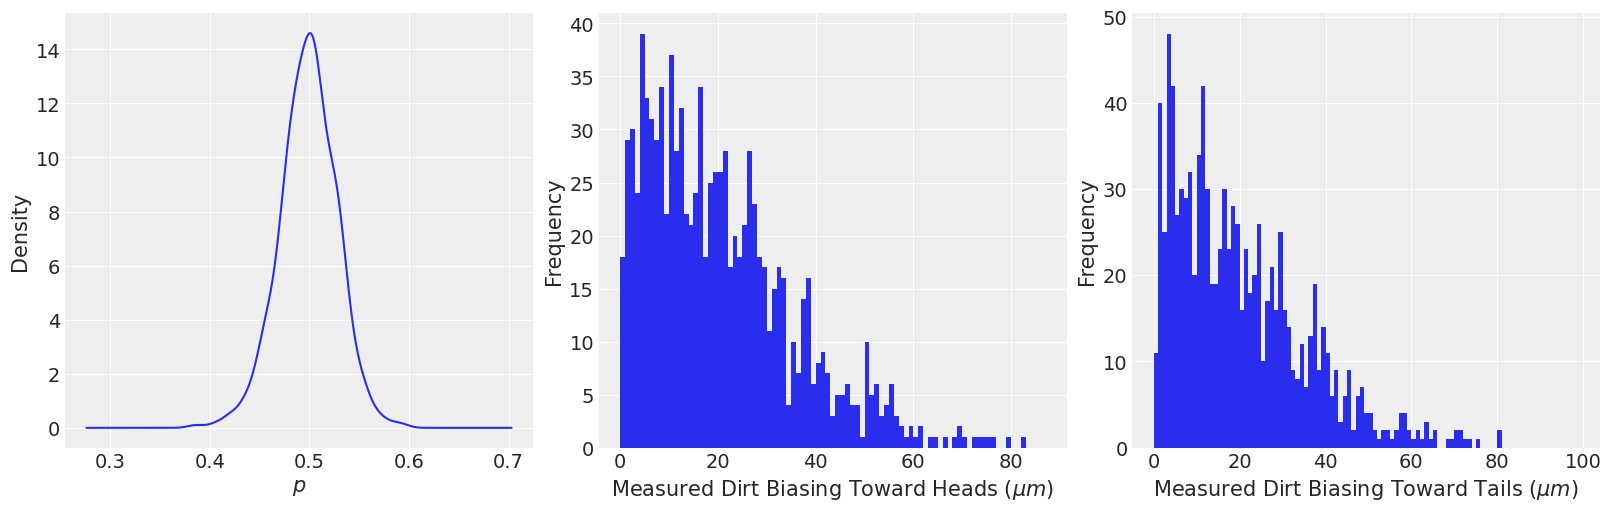 Density
14
12
10
8
6
4
2
0
0.3 0.4 0.5 0.6 0.7
p
Frequency
40
35
30
25
20
15
10
5
0
0 20 40 60 80
Measured Dirt Biasing Toward Heads (μm)
Frequency
50
40
30
20
10
0
0 20 40 60 80 100
Measured Dirt Biasing Toward Tails (μm)